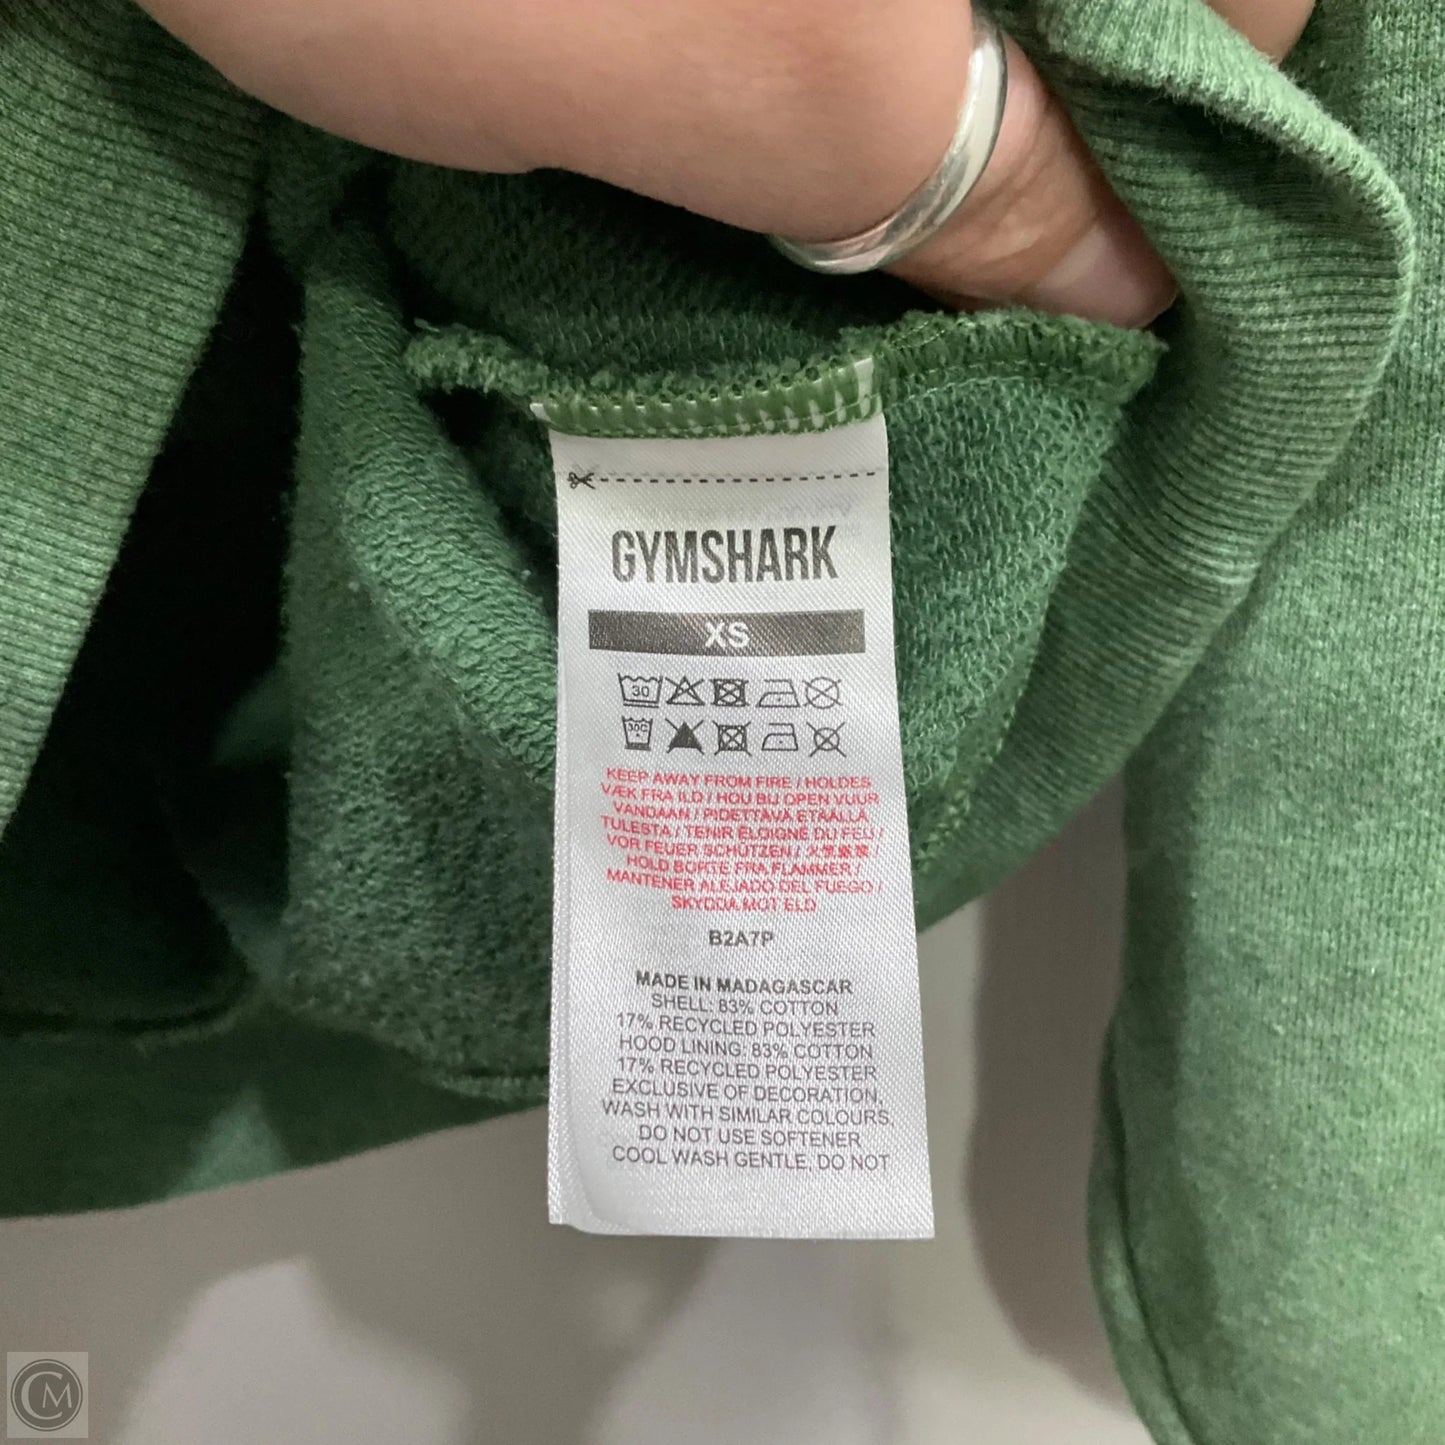 GYMSHARK
XS
30
30C
KEEP AWAY FROM FIRE / HOLDES
VÆK FRA ILD / HOU BIJ OPEN VUUR
VANDAAN / PIDETTÄVÄ ETÄÄLLÄ
TULESTA / TENIR ÉLOIGNÉ DU FEU /
VOR FEUER SCHÜTZEN /
HOLD BORTE FRA FLAMMER /
MANTENER ALEJADO DEL FUEGO /
SKYDDA MOT ELD
B2A7P
MADE IN MADAGASCAR
SHELL: 83% COTTON
17% RECYCLED POLYESTER
HOOD LINING: 83% COTTON
17% RECYCLED POLYESTER
EXCLUSIVE OF DECORATION,
WASH WITH SIMILAR COLOURS,
DO NOT USE SOFTENER
COOL WASH GENTLE, DO NOT
CM